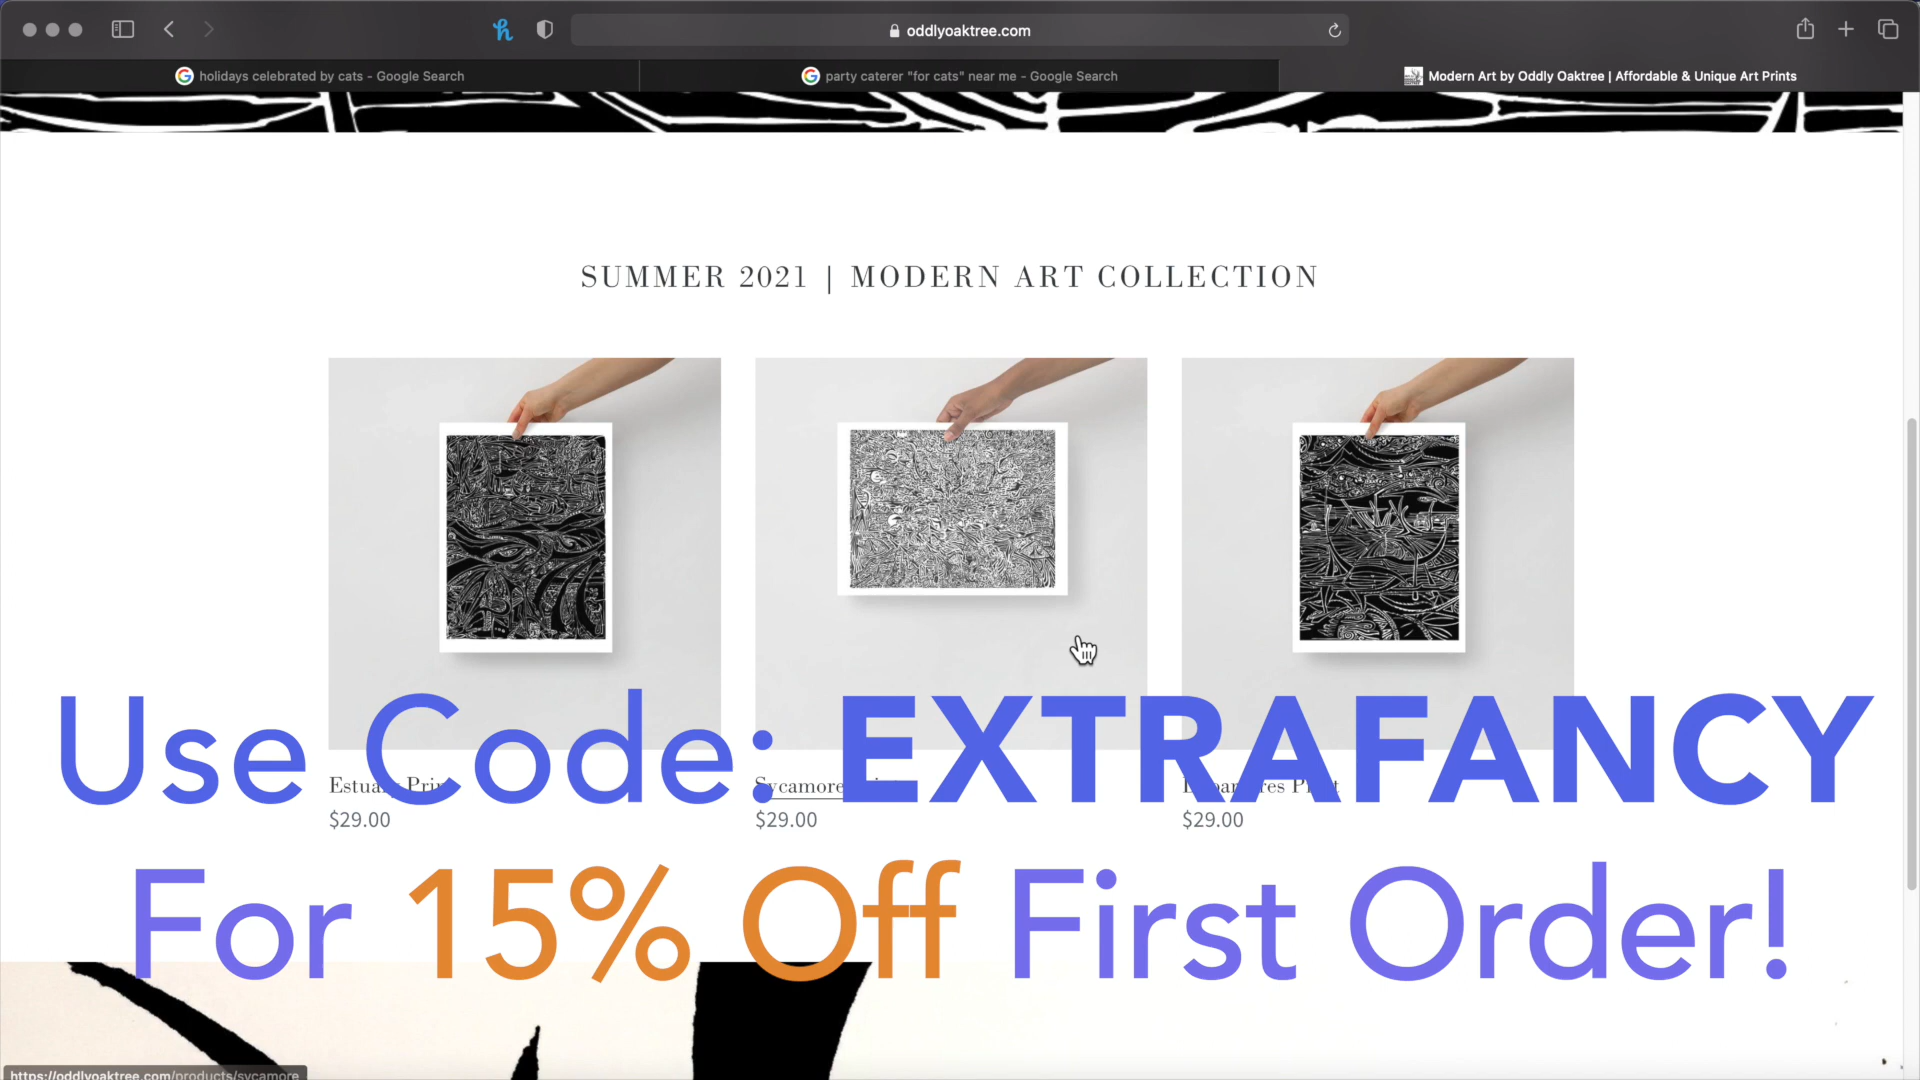 oddlyoaktree.com
holidays celebrated by cats - Google Search
party caterer "for cats" near me - Google Search
Modern Art by Oddly Oaktree | Affordable & Unique Art Prints
SUMMER 2021 | MODERN ART COLLECTION
Use Code: EXTRAFANCY
Sycamore
$29.00
$29.00
$29.00
For 15% Off First Order!
https://oddlyoaktree.com/products/sycamore